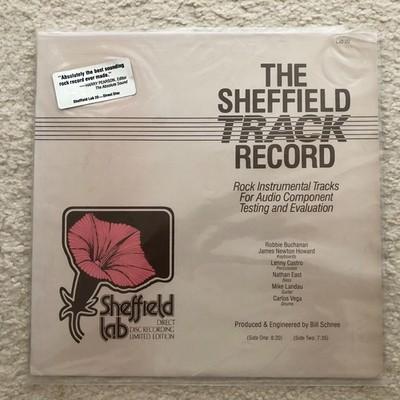 LAB 20
"Absolutely the best sounding
rock record ever made."
—HARRY PEARSON, Editor
The Absolute Sound
Sheffield Lab 20—Street One
THE
SHEFFIELD
TRACK
RECORD
Rock Instrumental Tracks
For Audio Component
Testing and Evaluation
Robbie Buchanan
James Newton Howard
Keyboards
Lenny Castro
Percussion
Nathan East
Bass
Mike Landau
Guitar
Carlos Vega
Drums
Produced & Engineered by Bill Schnee
(Side One: 8:20) (Side Two: 7:35)
Sheffield
Lab
DIRECT
DISC RECORDING
LIMITED EDITION